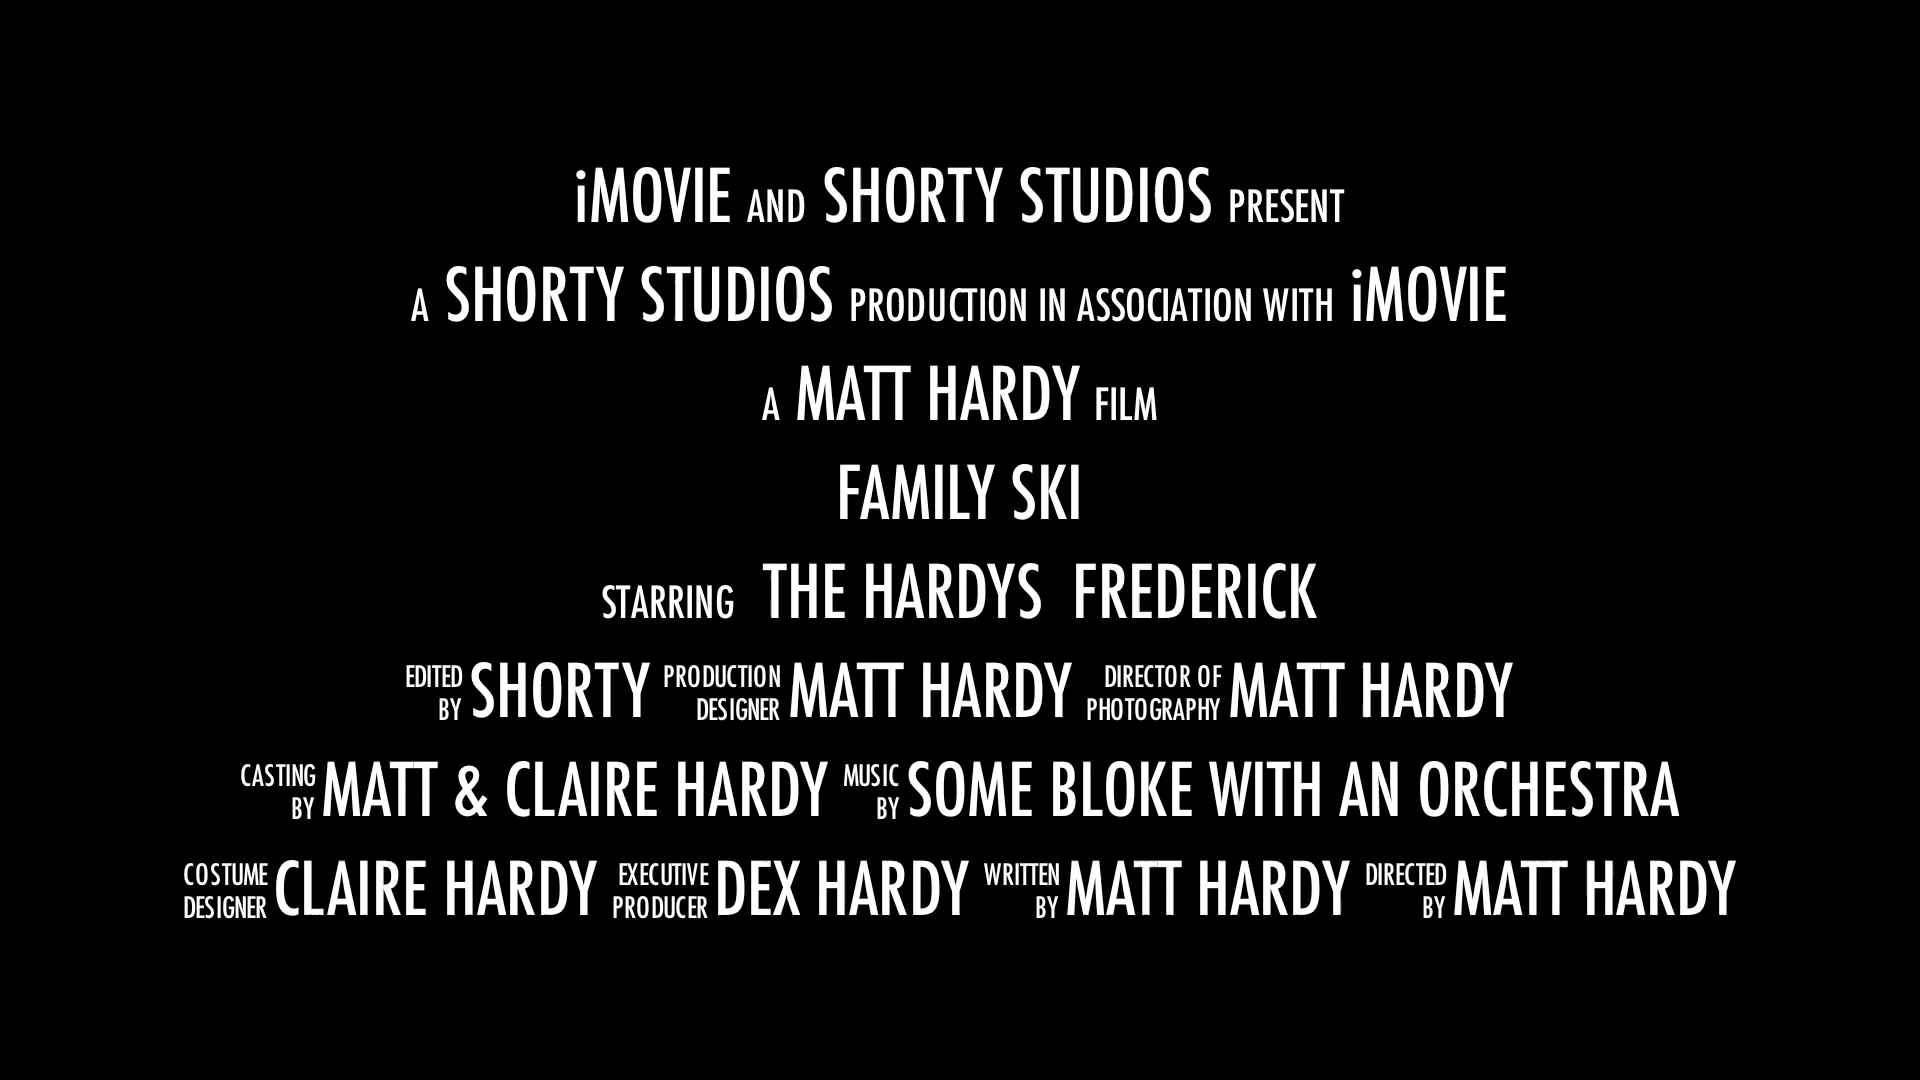 iMOVIE AND SHORTY STUDIOS PRESENT
A SHORTY STUDIOS PRODUCTION IN ASSOCIATION WITH iMOVIE
A MATT HARDY FILM
FAMILY SKI
STARRING THE HARDYS FREDERICK
EDITED BY SHORTY PRODUCTION DESIGNER MATT HARDY DIRECTOR OF PHOTOGRAPHY MATT HARDY
CASTING BY MATT & CLAIRE HARDY MUSIC BY SOME BLOKE WITH AN ORCHESTRA
COSTUME DESIGNER CLAIRE HARDY EXECUTIVE PRODUCER DEX HARDY WRITTEN BY MATT HARDY DIRECTED BY MATT HARDY